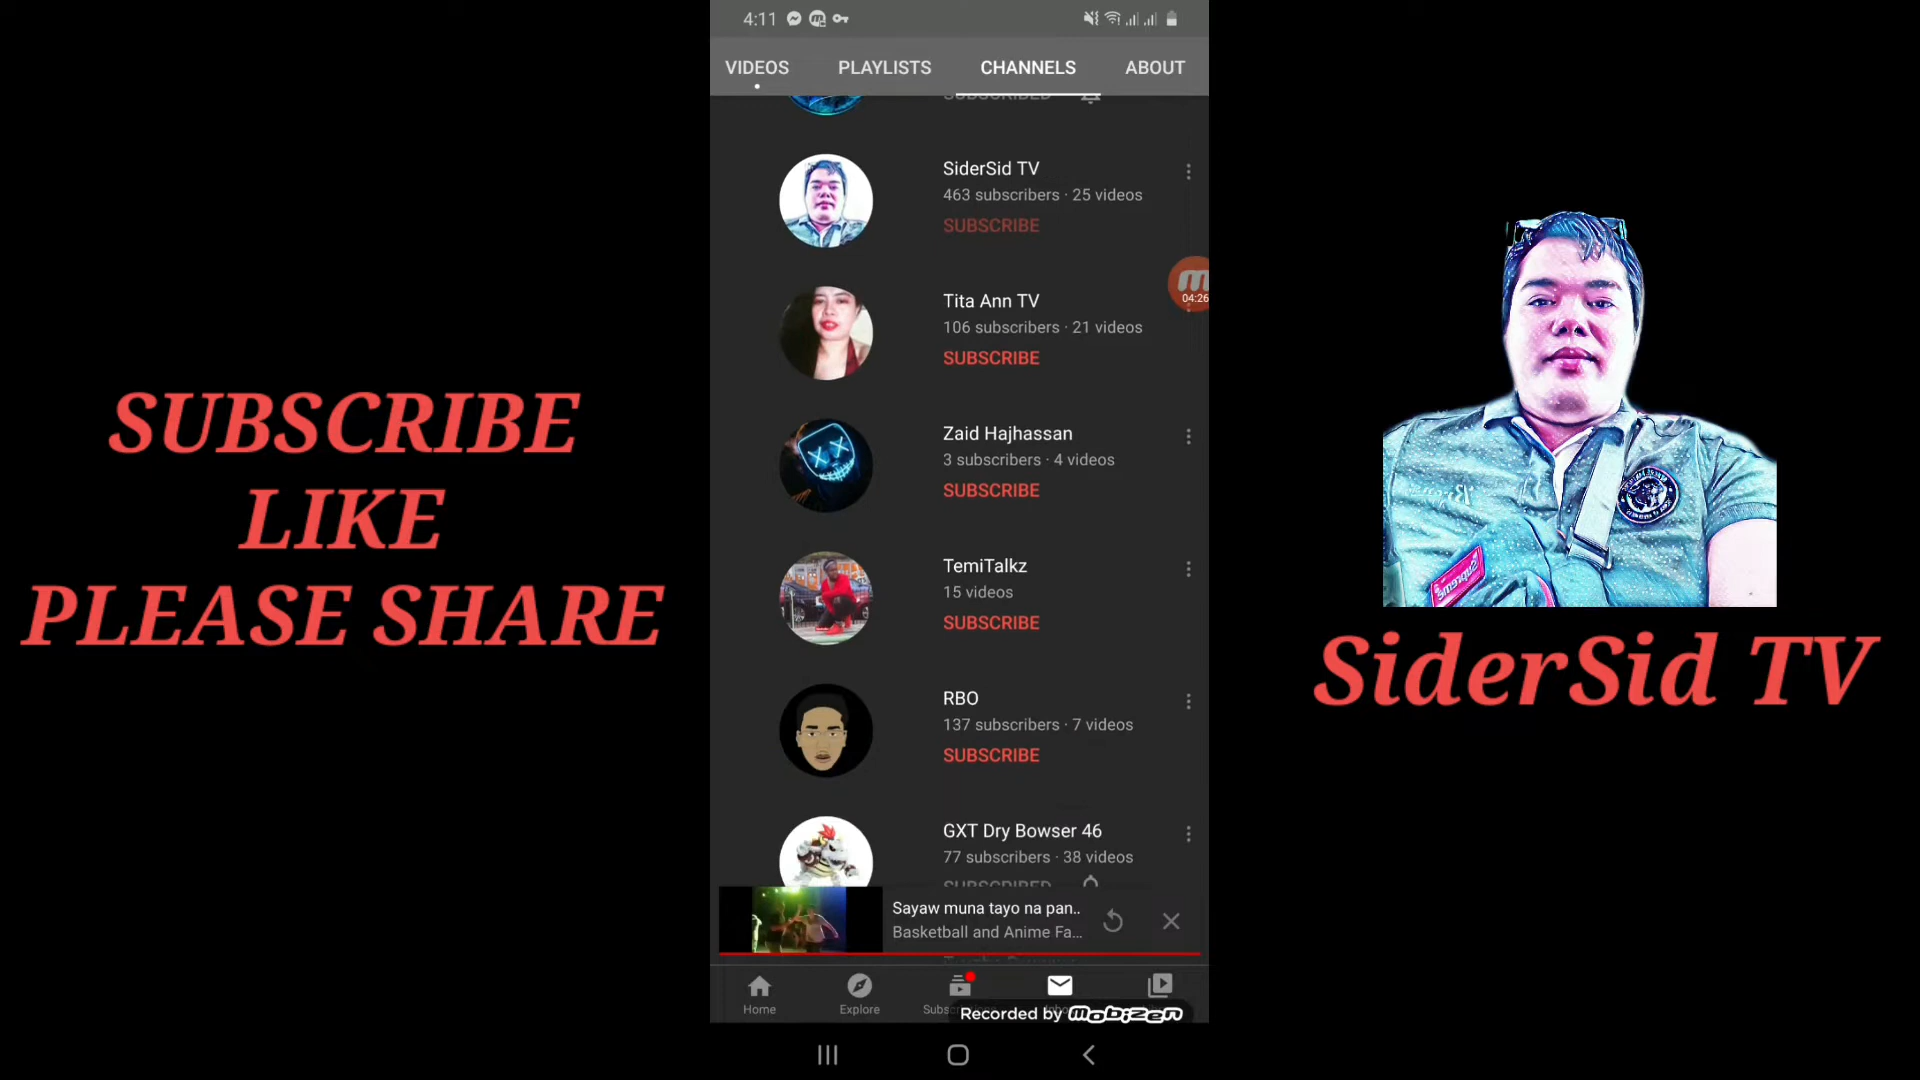 4:11
VIDEOS PLAYLISTS CHANNELS ABOUT
SUBSCRIBED
SiderSid TV
463 subscribers · 25 videos
SUBSCRIBE
04:26
Tita Ann TV
106 subscribers · 21 videos
SUBSCRIBE
Zaid Hajhassan
3 subscribers · 4 videos
SUBSCRIBE
TemiTalkz
15 videos
SUBSCRIBE
RBO
137 subscribers · 7 videos
SUBSCRIBE
GXT Dry Bowser 46
77 subscribers · 38 videos
SUBSCRIBED
Sayaw muna tayo na pan..
Basketball and Anime Fa...
Home Explore Subsc
Recorded by mobizen
SUBSCRIBE
LIKE
PLEASE SHARE
Supreme
SiderSid TV